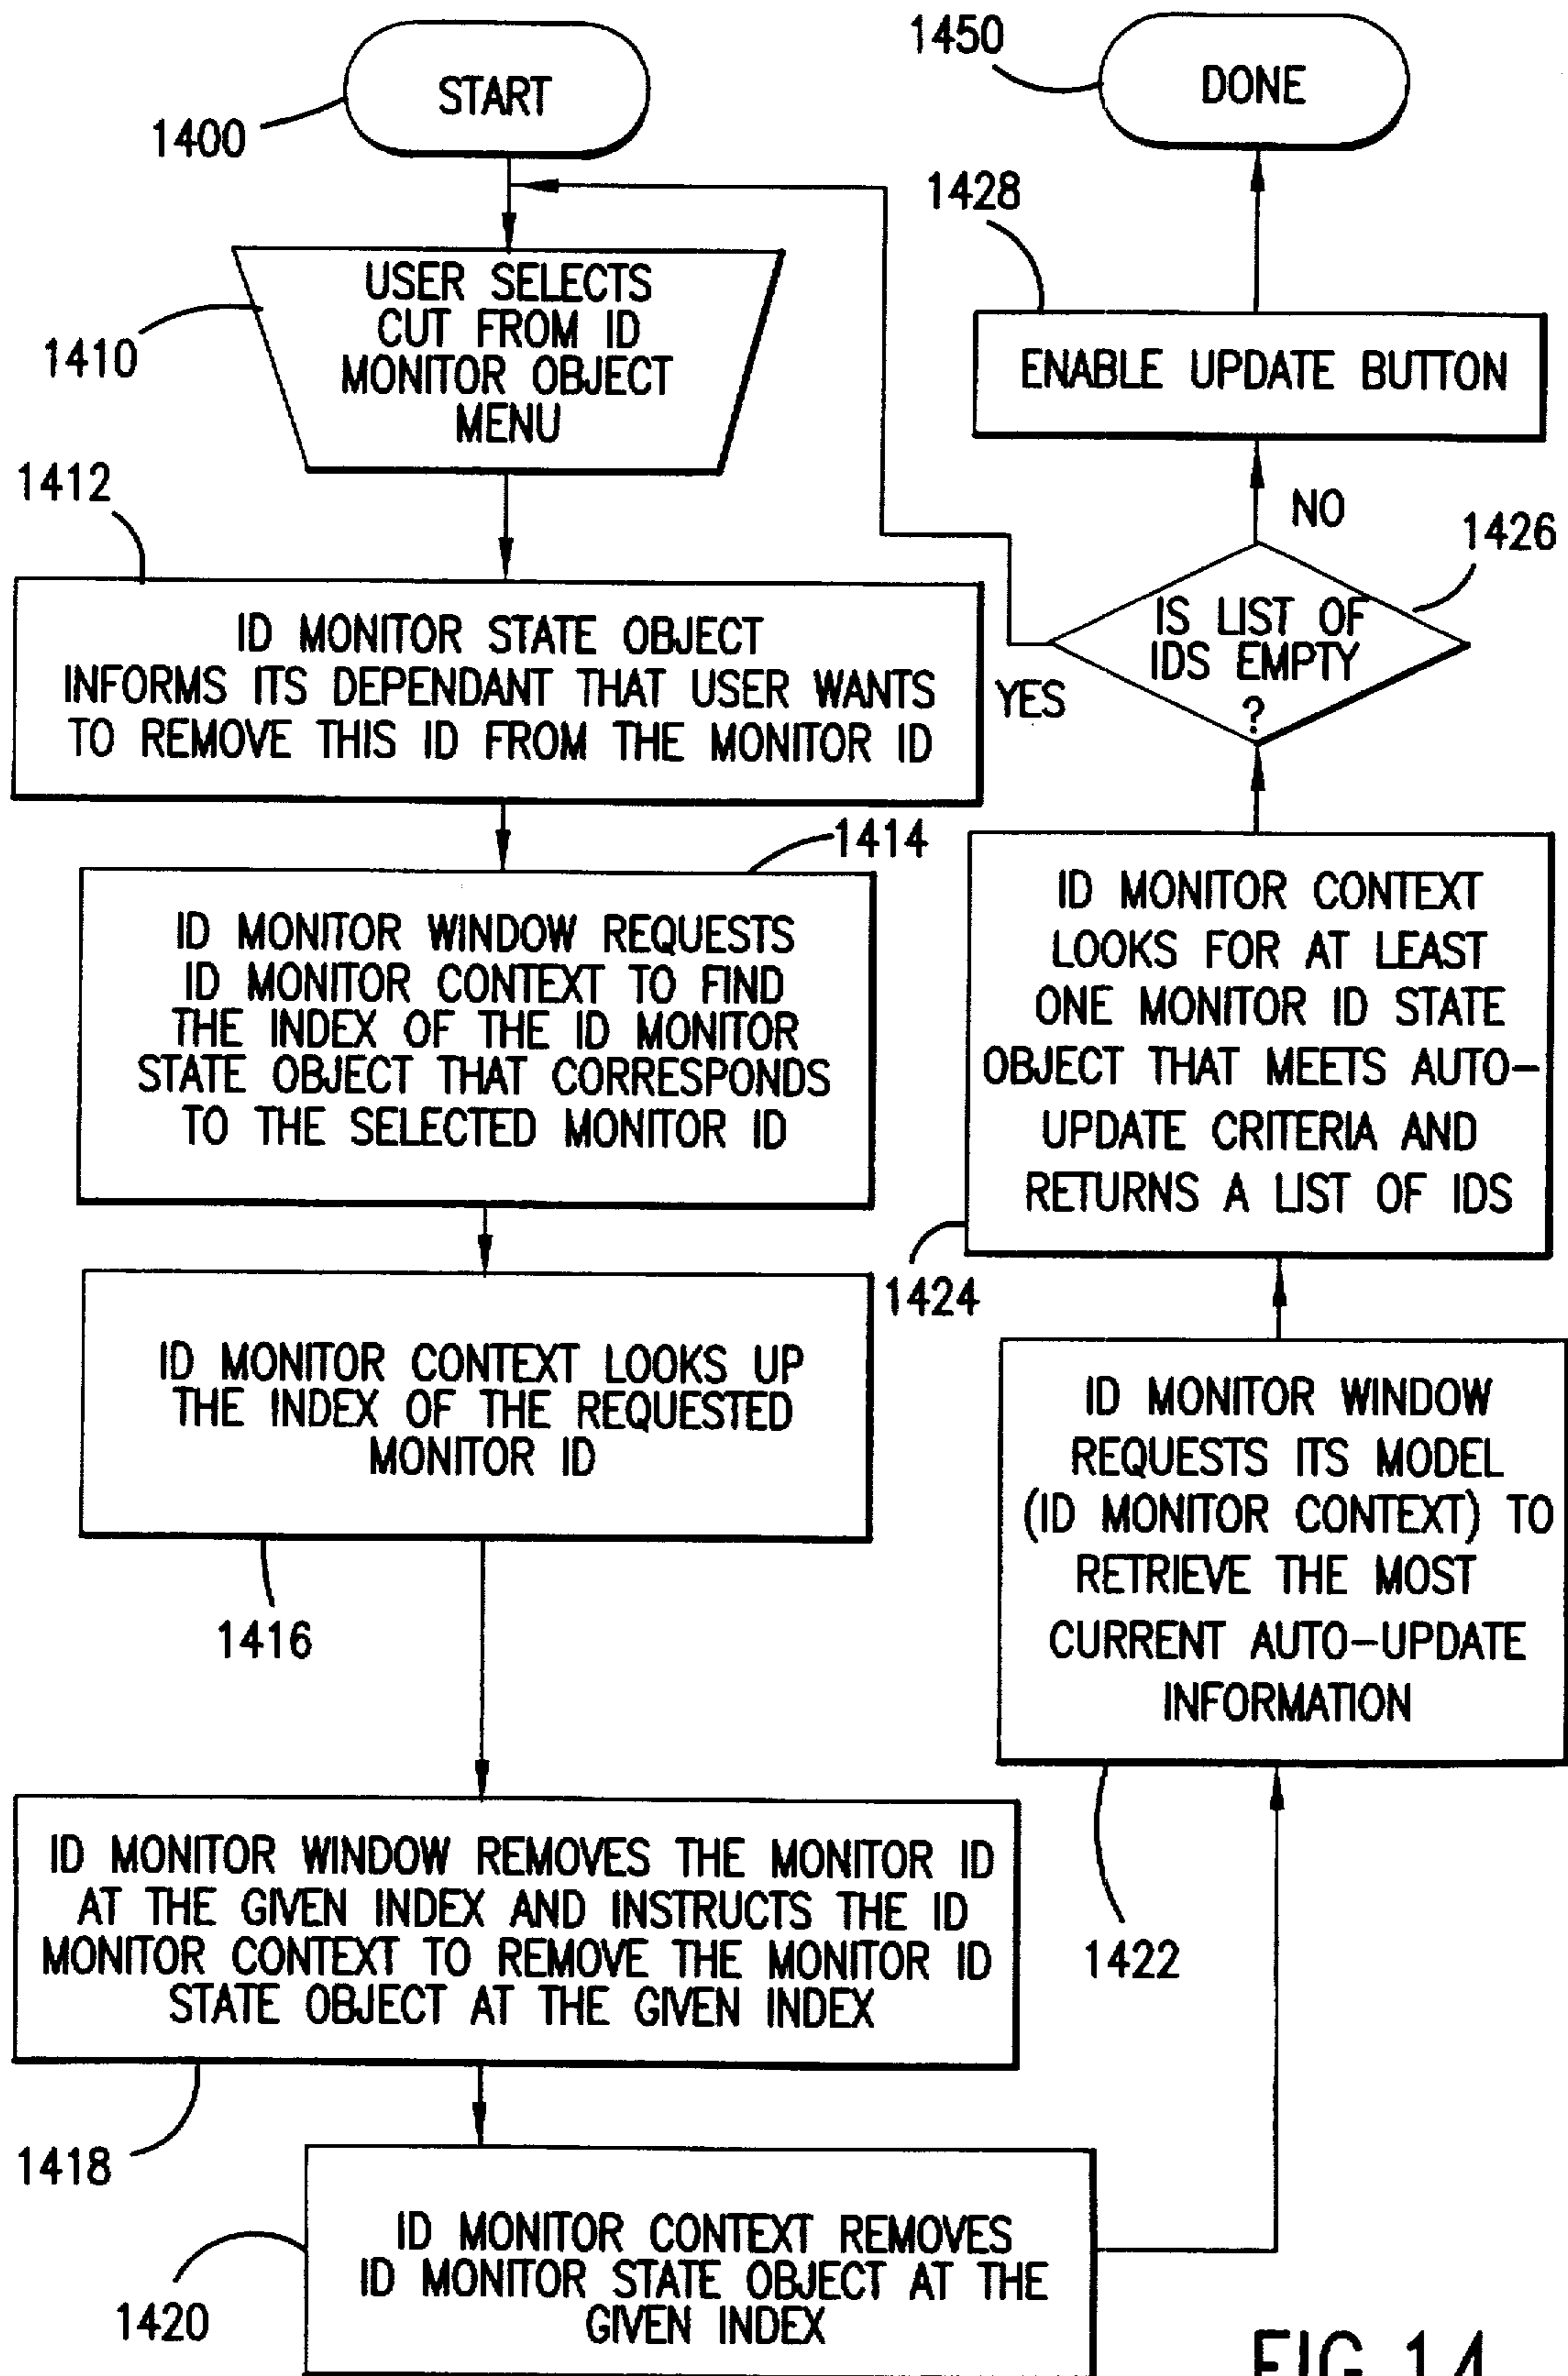 START
1400
USER SELECTS
CUT FROM ID
MONITOR OBJECT
MENU
1410
1412
ID MONITOR STATE OBJECT
INFORMS ITS DEPENDANT THAT USER WANTS
TO REMOVE THIS ID FROM THE MONITOR ID
1414
ID MONITOR WINDOW REQUESTS
ID MONITOR CONTEXT TO FIND
THE INDEX OF THE ID MONITOR
STATE OBJECT THAT CORRESPONDS
TO THE SELECTED MONITOR ID
ID MONITOR CONTEXT LOOKS UP
THE INDEX OF THE REQUESTED
MONITOR ID
1416
ID MONITOR WINDOW REMOVES THE MONITOR ID
AT THE GIVEN INDEX AND INSTRUCTS THE ID
MONITOR CONTEXT TO REMOVE THE MONITOR ID
STATE OBJECT AT THE GIVEN INDEX
1418
ID MONITOR CONTEXT REMOVES
ID MONITOR STATE OBJECT AT THE
GIVEN INDEX
1420
ID MONITOR WINDOW
REQUESTS ITS MODEL
(ID MONITOR CONTEXT) TO
RETRIEVE THE MOST
CURRENT AUTO-UPDATE
INFORMATION
1422
ID MONITOR CONTEXT
LOOKS FOR AT LEAST
ONE MONITOR ID STATE
OBJECT THAT MEETS AUTO-
UPDATE CRITERIA AND
RETURNS A LIST OF IDS
1424
IS LIST OF
IDS EMPTY
?
1426
YES
NO
ENABLE UPDATE BUTTON
1428
DONE
1450
FIG.14